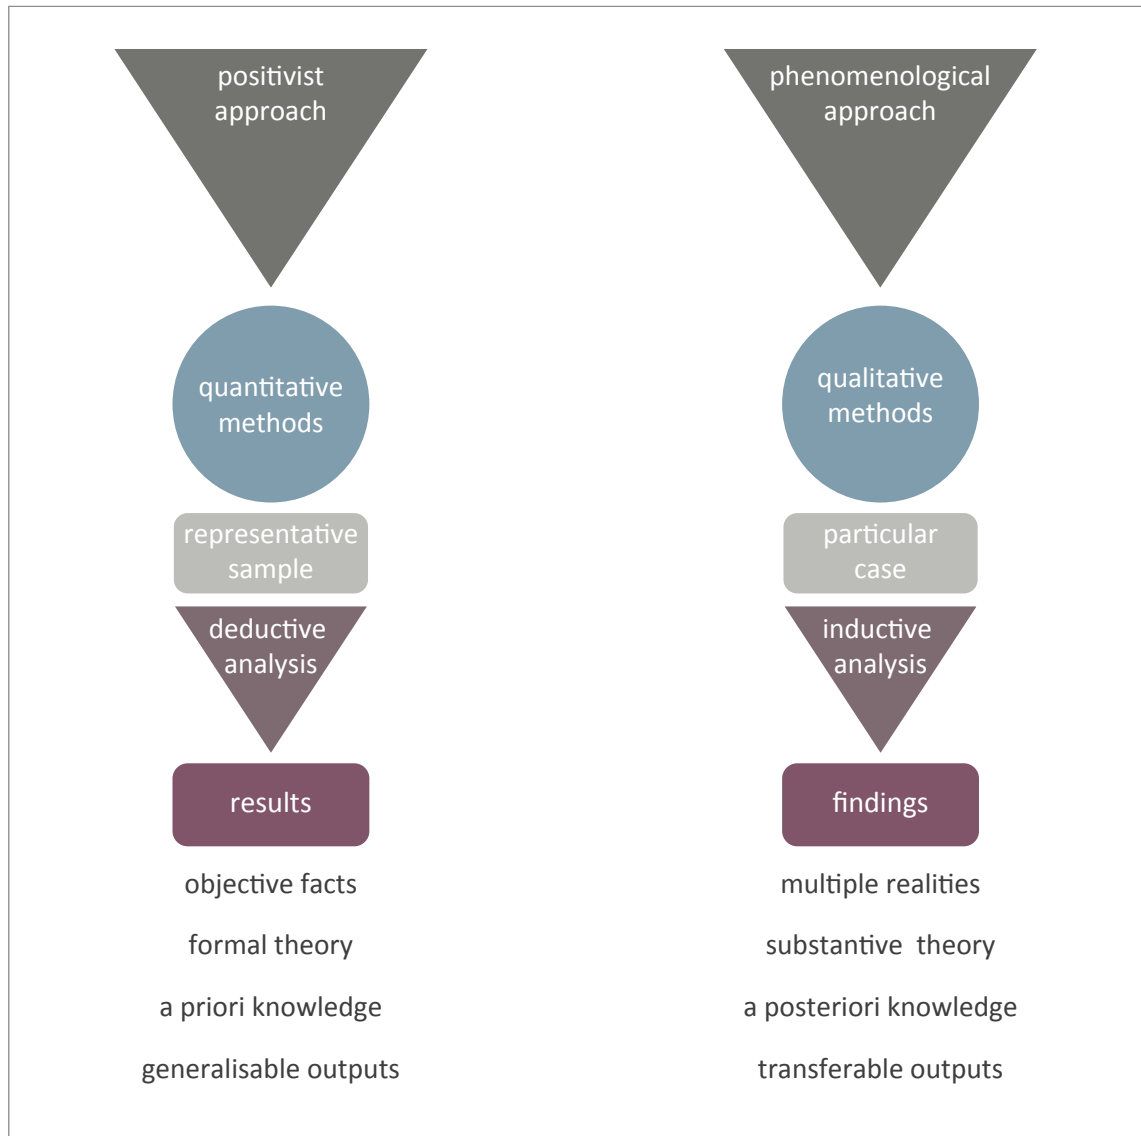 positivist
approach
quantitative
methods
representative
sample
deductive
analysis
results
objective facts
formal theory
a priori knowledge
generalisable outputs
phenomenological
approach
qualitative
methods
particular
case
inductive
analysis
findings
multiple realities
substantive theory
a posteriori knowledge
transferable outputs